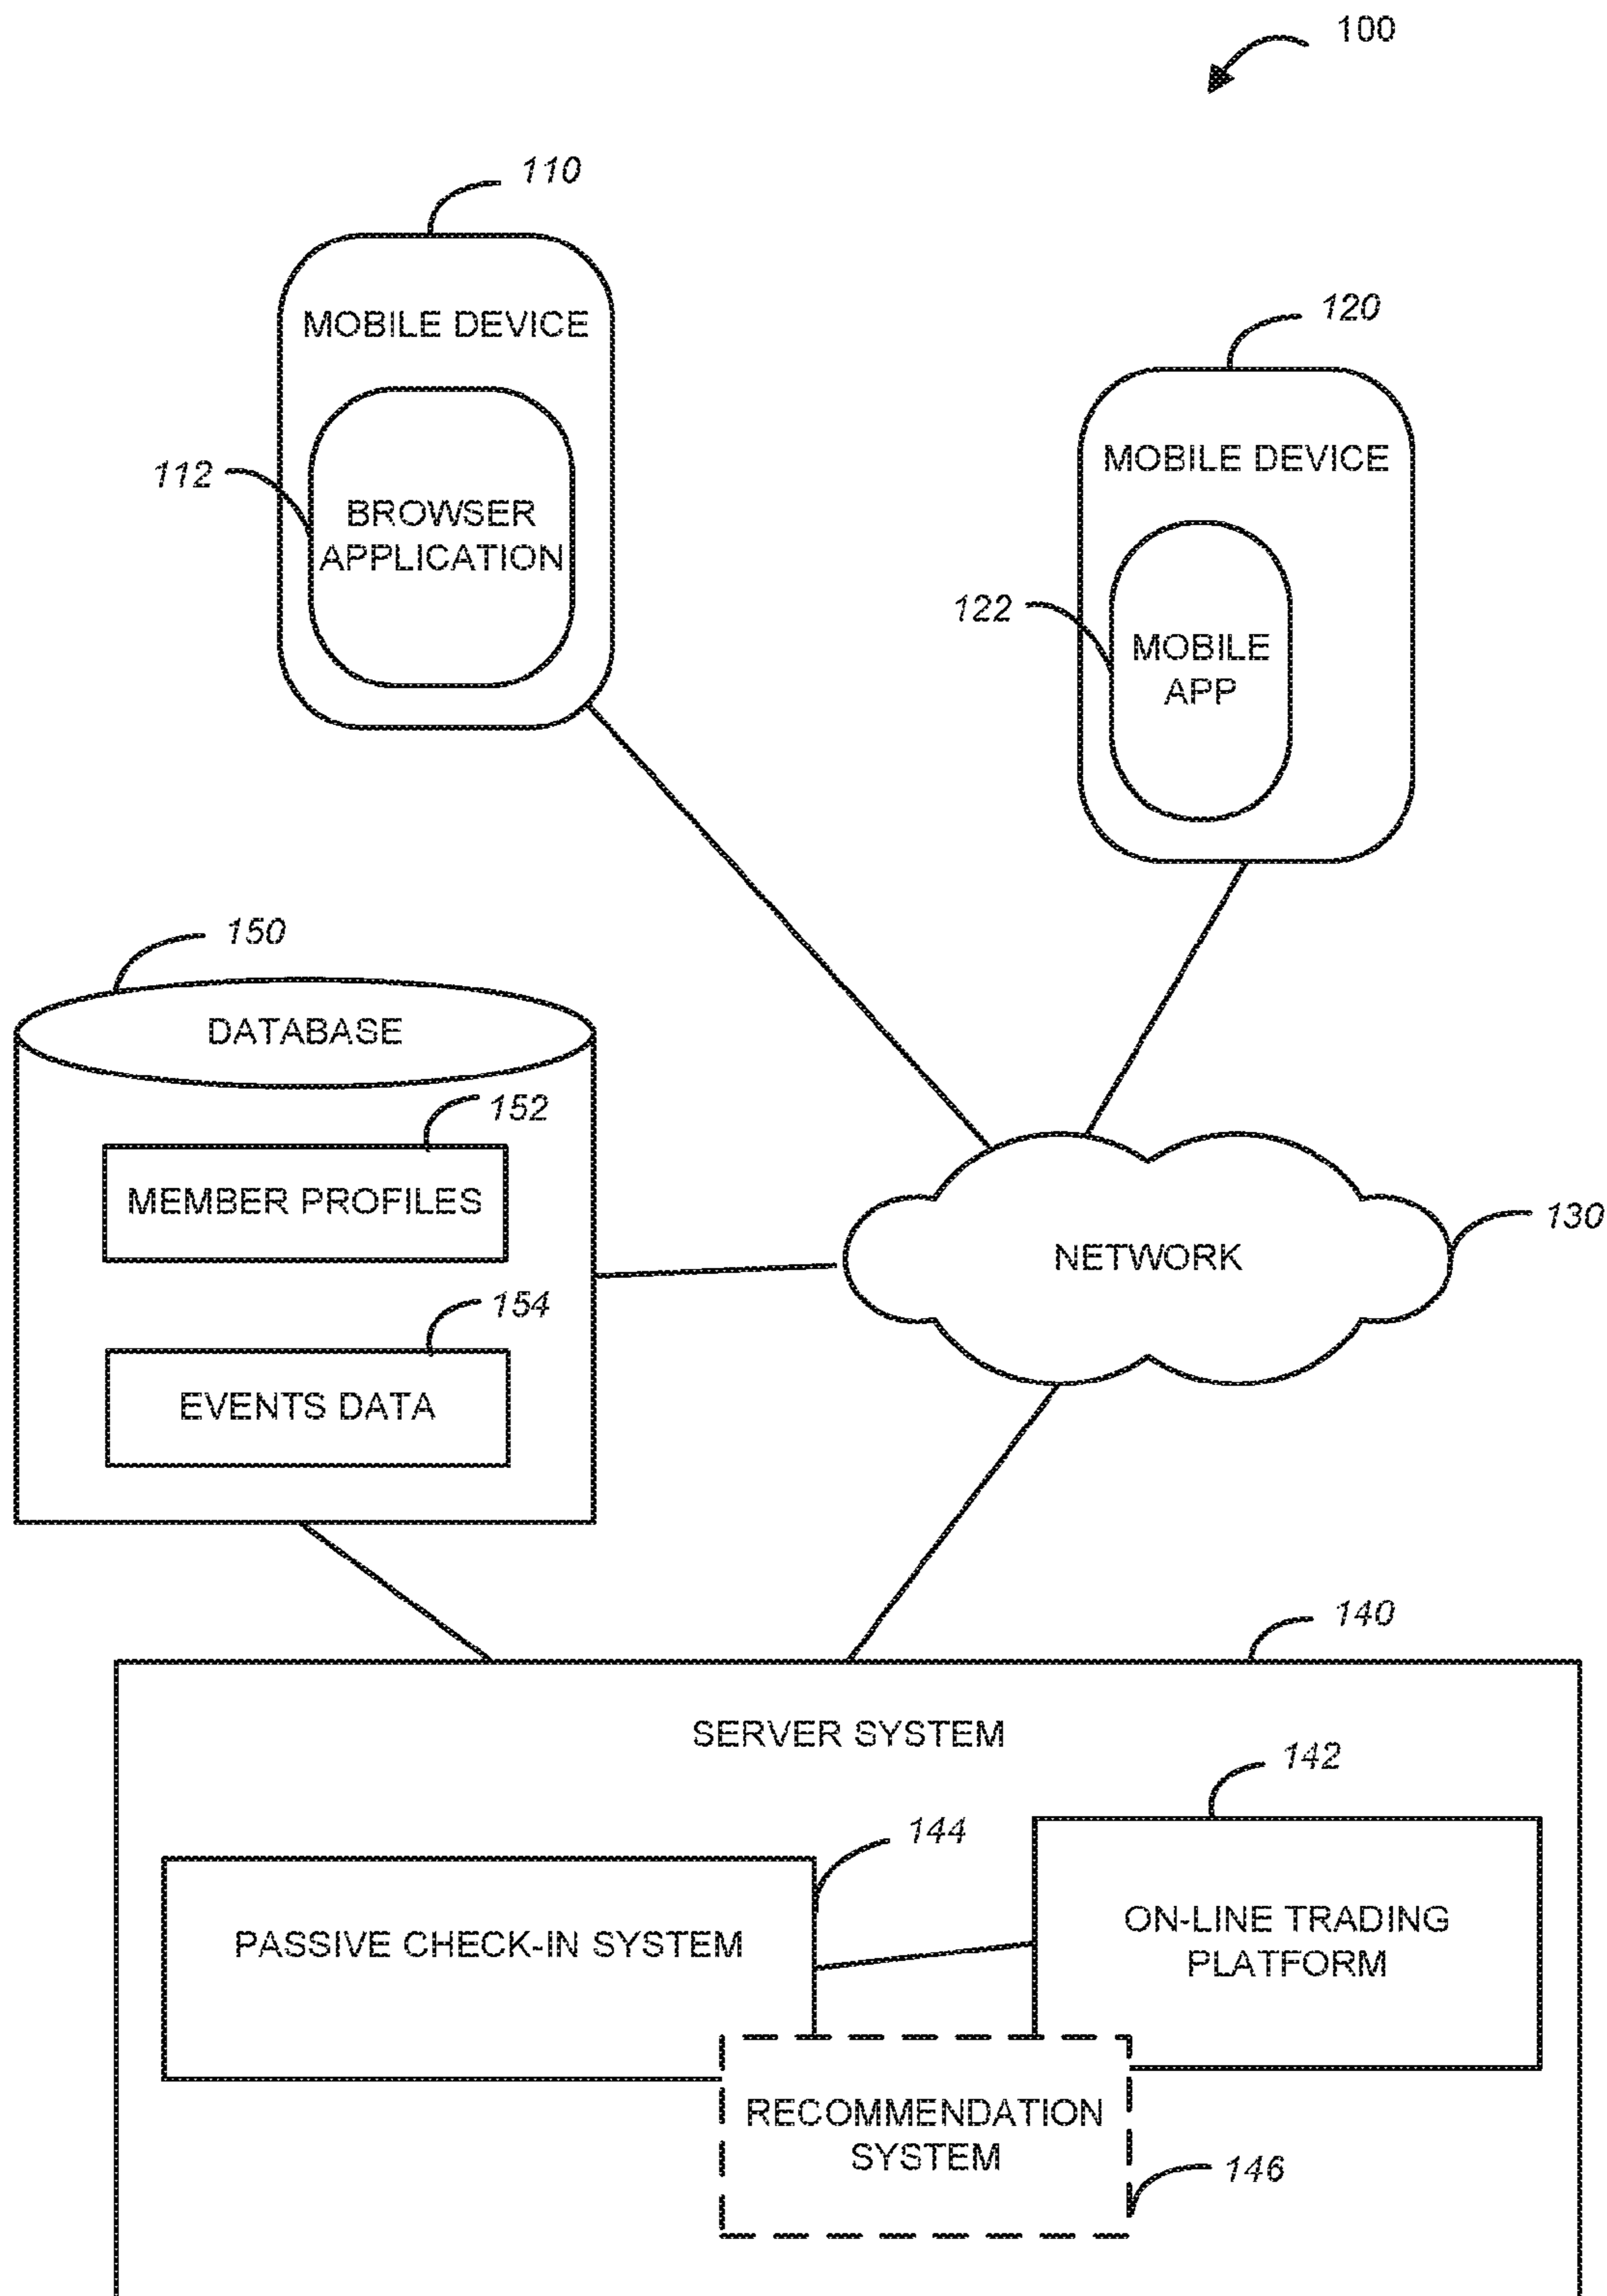 100
110
MOBILE DEVICE
112
BROWSER
APPLICATION
120
MOBILE DEVICE
122
MOBILE
APP
150
DATABASE
152
MEMBER PROFILES
154
EVENTS DATA
NETWORK
130
140
SERVER SYSTEM
142
144
PASSIVE CHECK-IN SYSTEM
ON-LINE TRADING
PLATFORM
RECOMMENDATION
SYSTEM
146